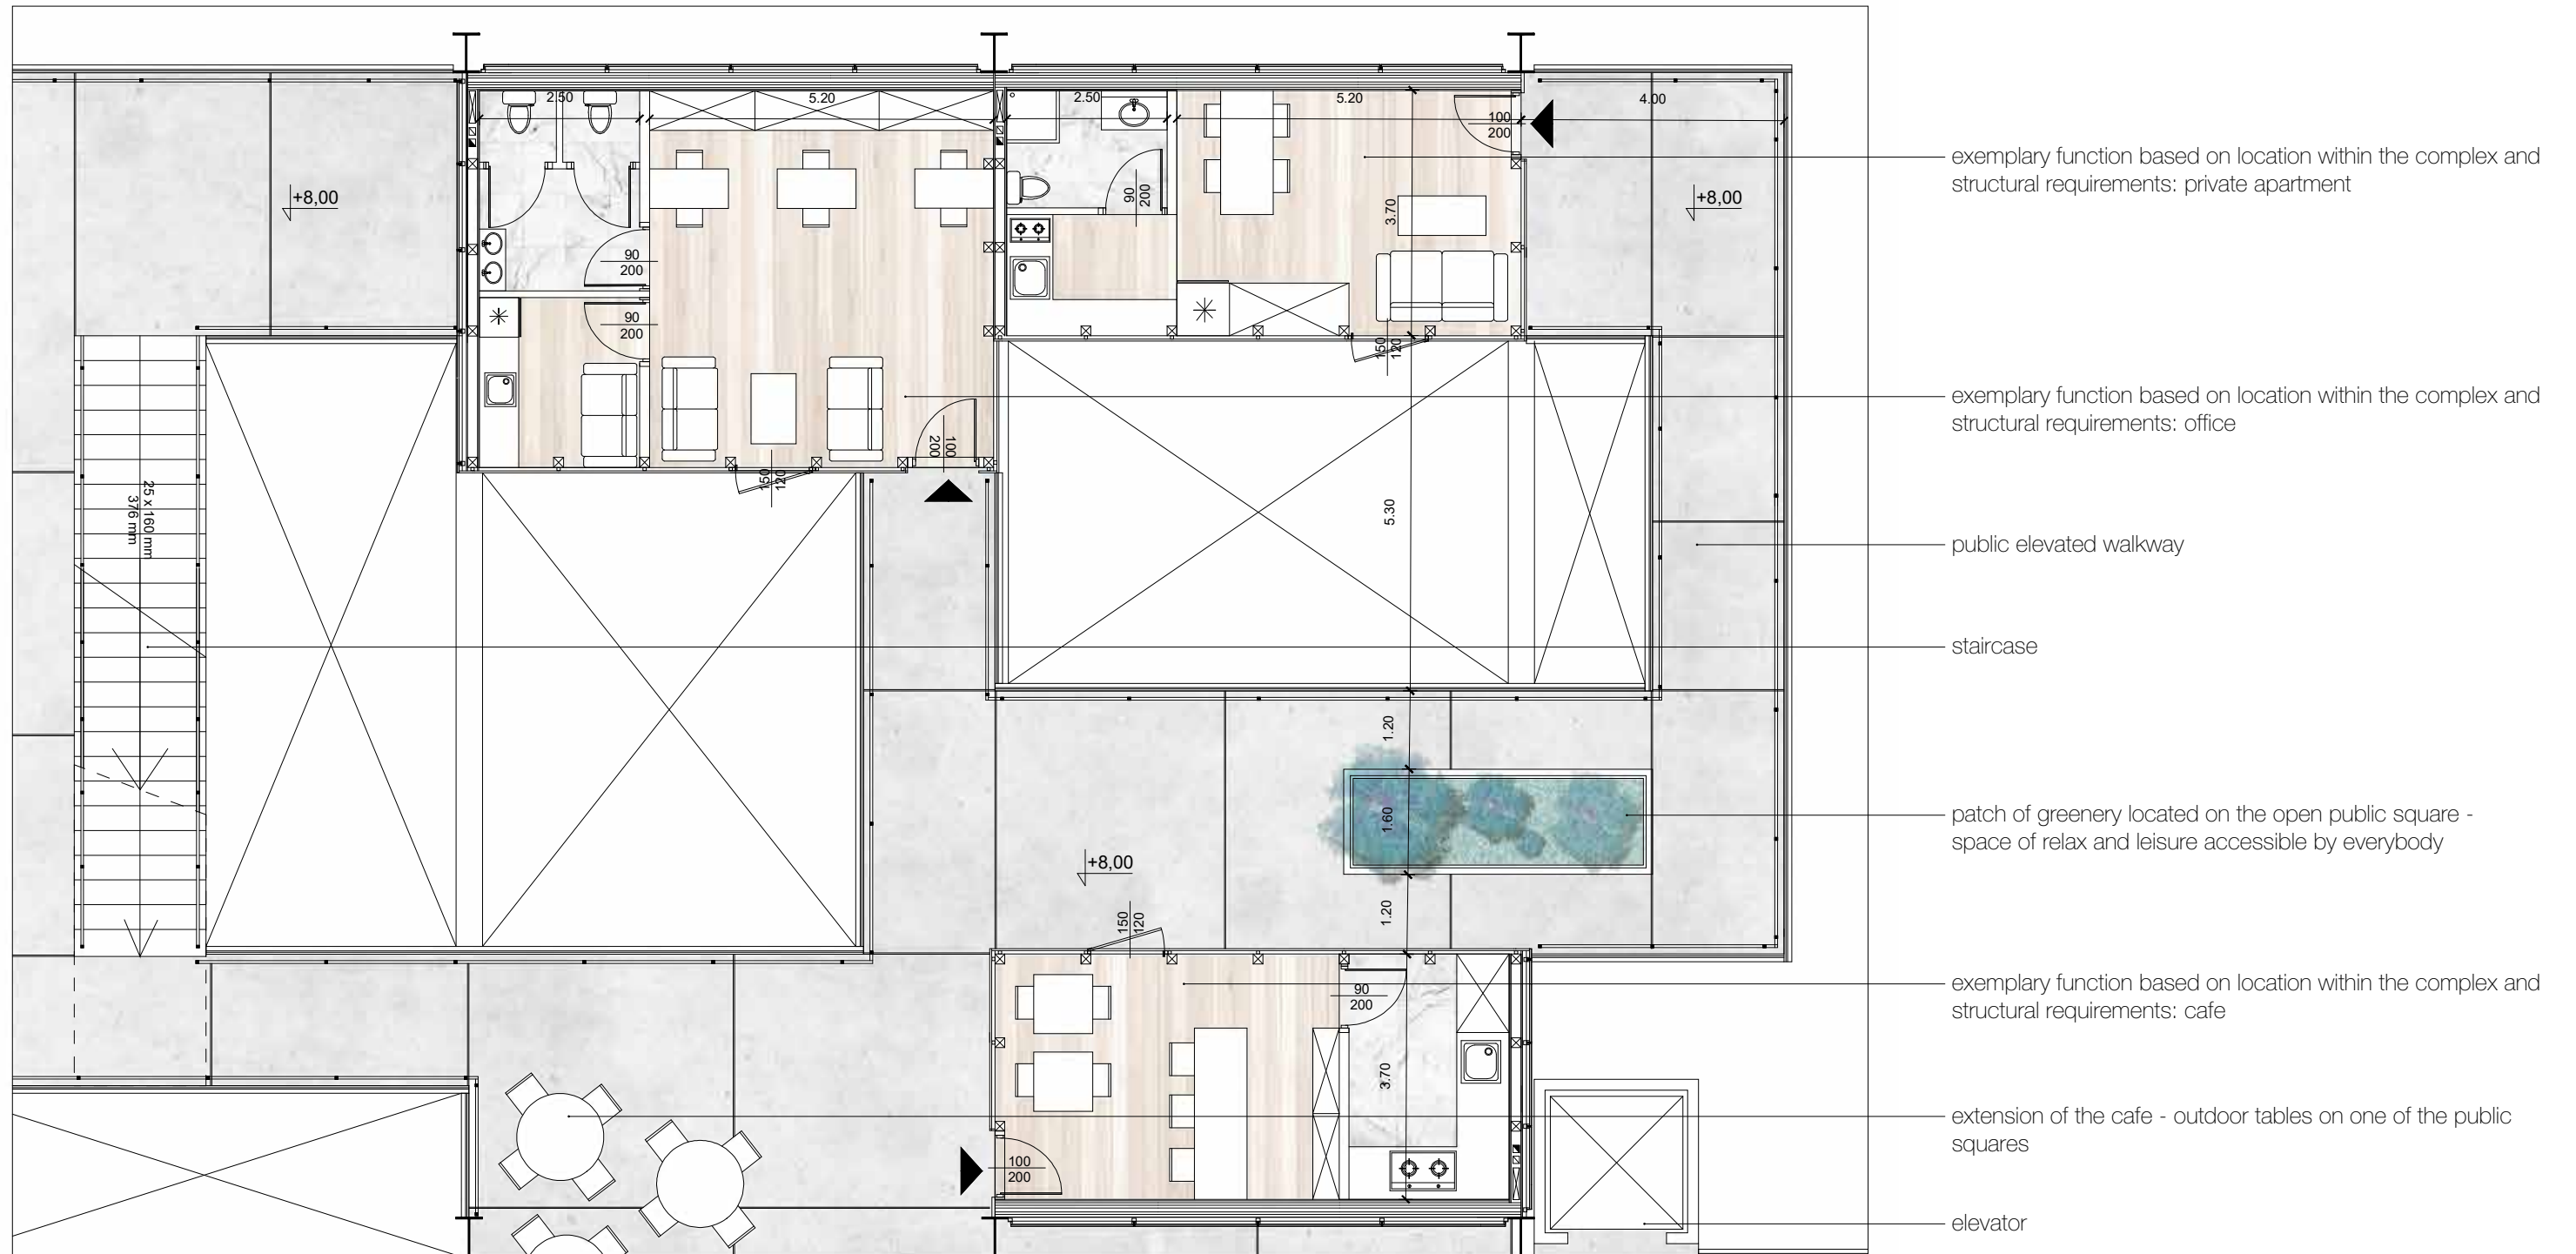 2.50
5.20
2.50
5.20
4.00
100
200
+8,00
+8,00
90
200
3.70
90
200
90
200
150
120
100
200
150
120
25 x 160 mm
376 mm
5.30
1.20
1.60
+8,00
1.20
150
120
90
200
3.70
100
200
exemplary function based on location within the complex and
structural requirements: private apartment
exemplary function based on location within the complex and
structural requirements: office
public elevated walkway
staircase
patch of greenery located on the open public square -
space of relax and leisure accessible by everybody
exemplary function based on location within the complex and
structural requirements: cafe
extension of the cafe - outdoor tables on one of the public
squares
elevator